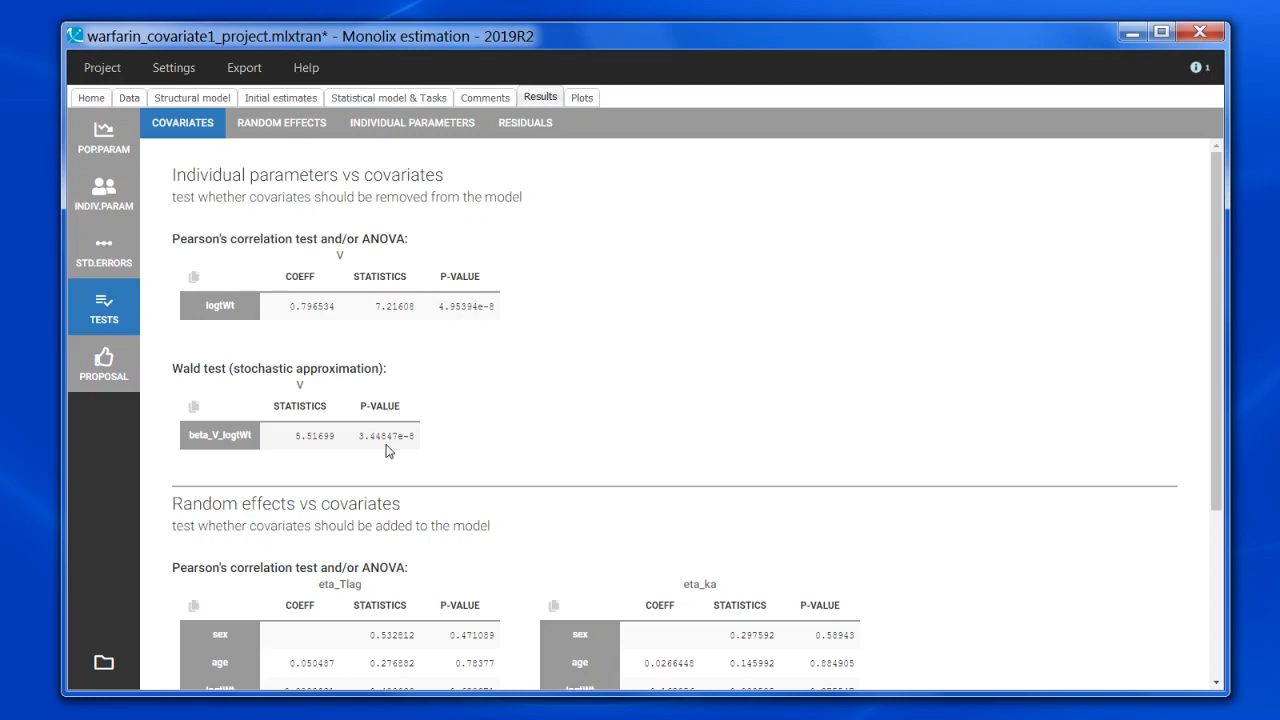 warfarin_covariate1_project.mlxtran* - Monolix estimation - 2019R2
Project Settings Export Help 1
Home Data Structural model Initial estimates Statistical model & Tasks Comments Results Plots
COVARIATES RANDOM EFFECTS INDIVIDUAL PARAMETERS RESIDUALS
POP.PARAM
INDIV.PARAM
STD.ERRORS
TESTS
PROPOSAL
Individual parameters vs covariates
test whether covariates should be removed from the model
Pearson's correlation test and/or ANOVA:
V
COEFF STATISTICS P-VALUE
logtWt 0.796534 7.21608 4.95394e-8
Wald test (stochastic approximation):
V
STATISTICS P-VALUE
beta_V_logtWt 5.51699 3.44847e-8
Random effects vs covariates
test whether covariates should be added to the model
Pearson's correlation test and/or ANOVA:
eta_Tlag eta_ka
COEFF STATISTICS P-VALUE COEFF STATISTICS P-VALUE
sex 0.532812 0.471089 sex 0.297592 0.58943
age 0.050487 0.276882 0.78377 age 0.0266448 0.145992 0.884905